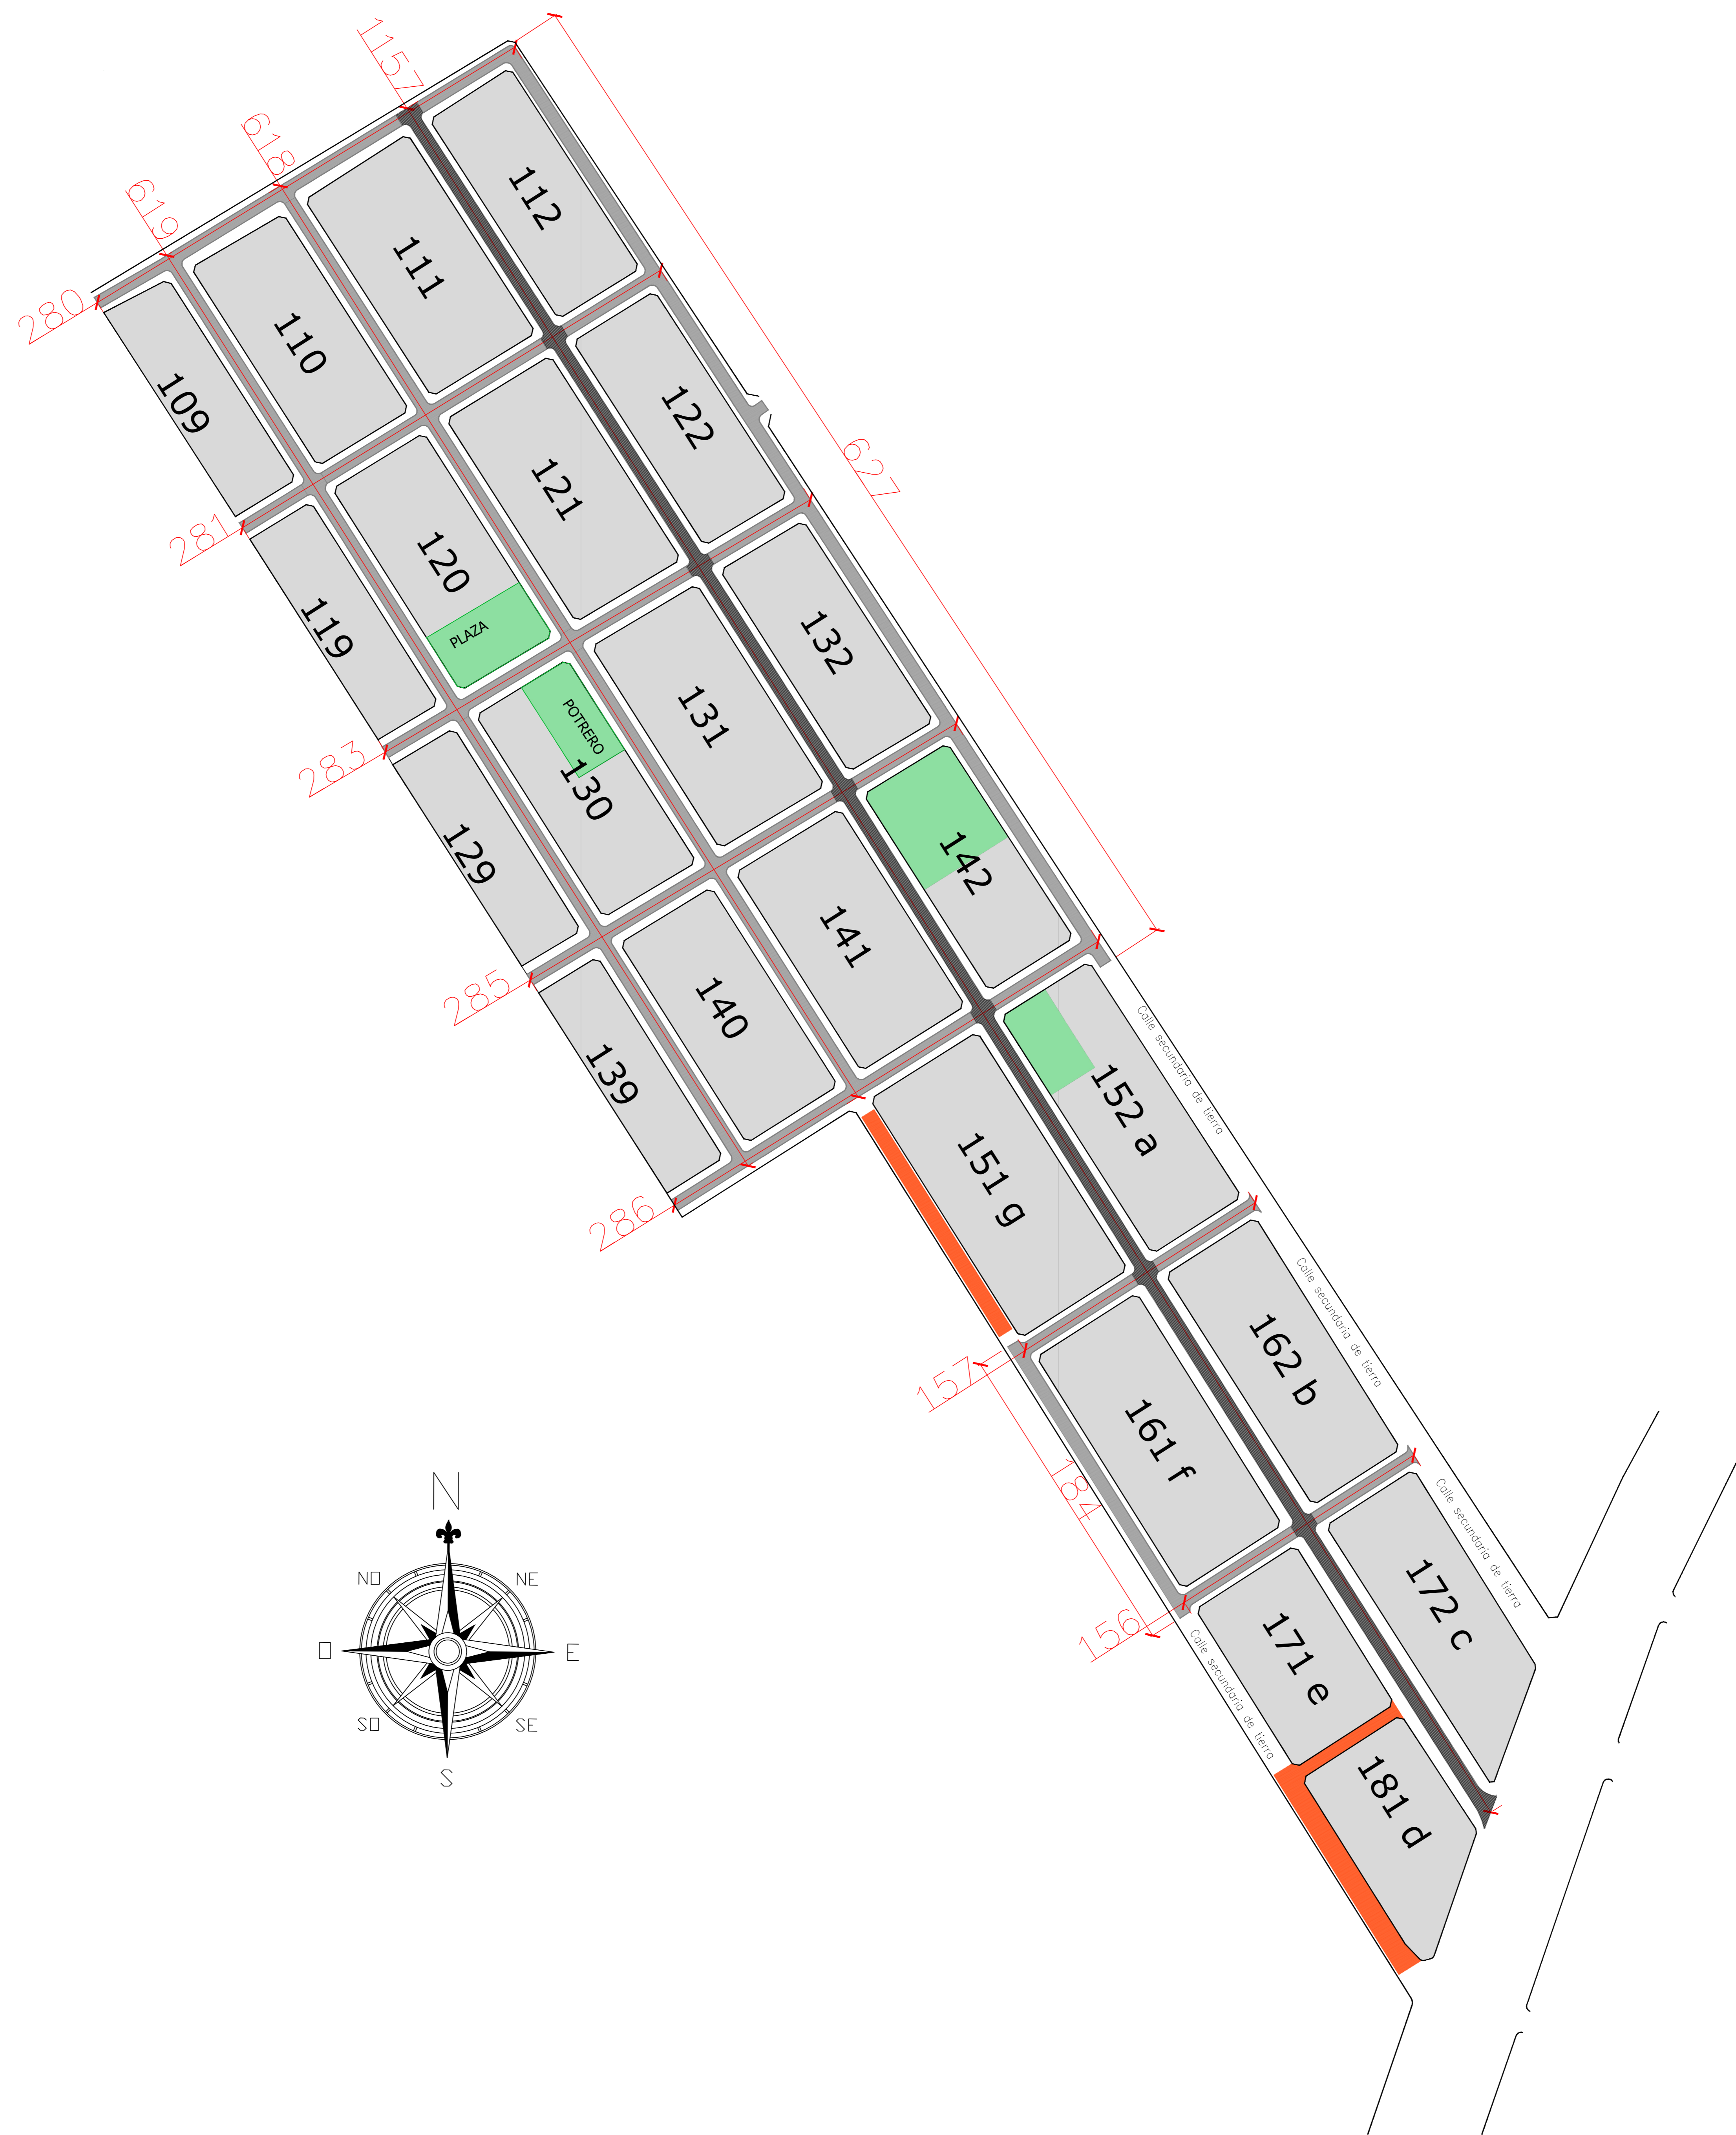 1157
618
619
280
112
111
110
109
627
122
121
281
120
119
PLAZA
132
POTRERO
131
283
130
129
142
141
285
140
139
Calle secundaria de tierra
152 a
151 g
286
Calle secundaria de tierra
162 b
157
161 f
184
Calle secundaria de tierra
172 c
156
171 e
Calle secundaria de tierra
181 d
N
NO
NE
O
E
SO
SE
S